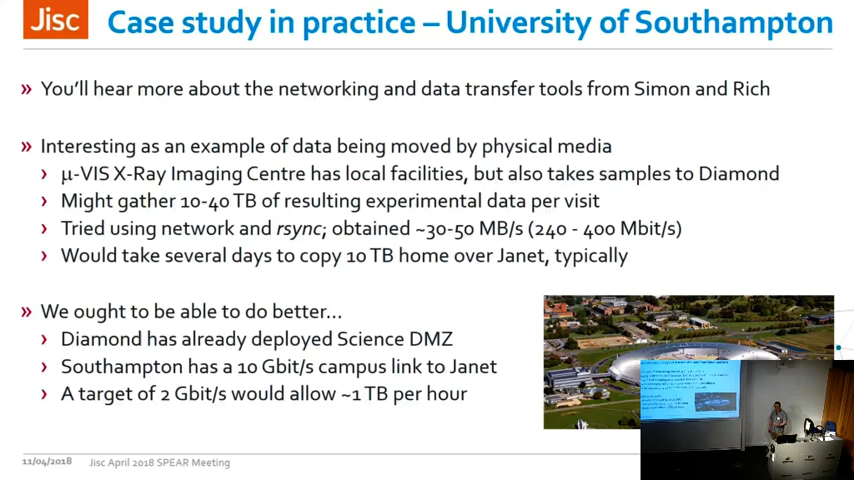 Jisc
Case study in practice – University of Southampton
» You'll hear more about the networking and data transfer tools from Simon and Rich
» Interesting as an example of data being moved by physical media
› µ-VIS X-Ray Imaging Centre has local facilities, but also takes samples to Diamond
› Might gather 10-40 TB of resulting experimental data per visit
› Tried using network and rsync; obtained ~30-50 MB/s (240 - 400 Mbit/s)
› Would take several days to copy 10 TB home over Janet, typically
» We ought to be able to do better...
› Diamond has already deployed Science DMZ
› Southampton has a 10 Gbit/s campus link to Janet
› A target of 2 Gbit/s would allow ~1 TB per hour
11/04/2018 Jisc April 2018 SPEAR Meeting